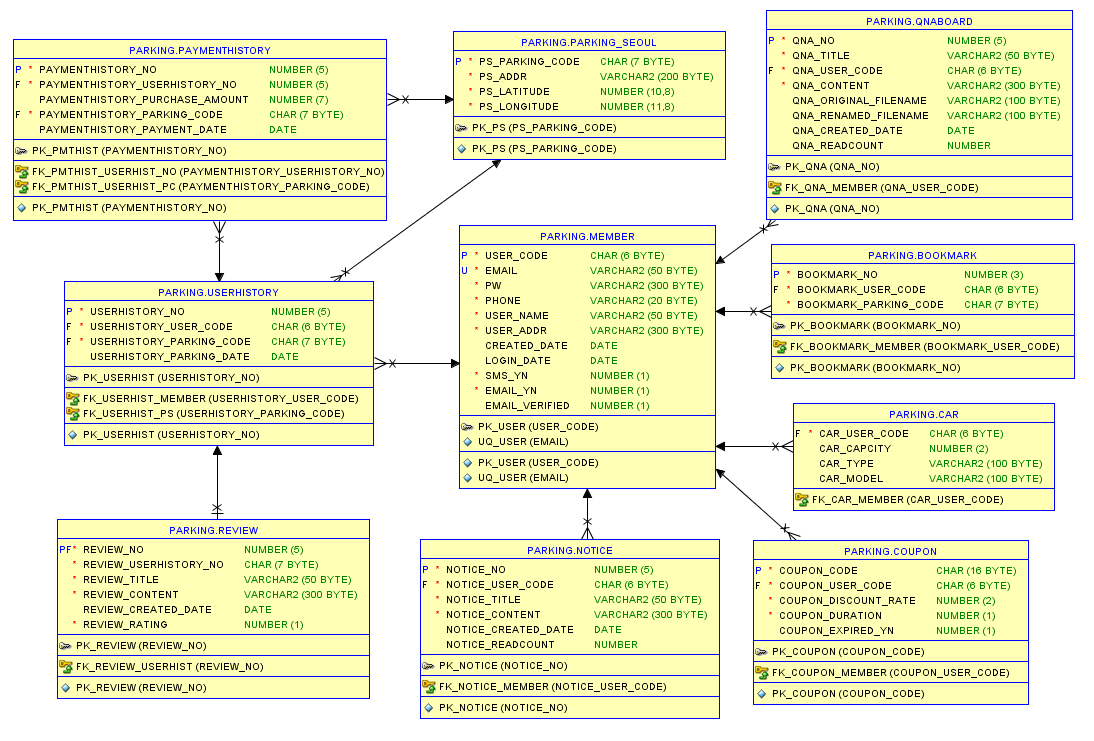 PARKING.PAYMENTHISTORY
P * PAYMENTHISTORY_NO NUMBER (5)
F * PAYMENTHISTORY_USERHISTORY_NO NUMBER (5)
PAYMENTHISTORY_PURCHASE_AMOUNT NUMBER (7)
F * PAYMENTHISTORY_PARKING_CODE CHAR (7 BYTE)
PAYMENTHISTORY_PAYMENT_DATE DATE
PK_PMTHIST (PAYMENTHISTORY_NO)
FK_PMTHIST_USERHIST_NO (PAYMENTHISTORY_USERHISTORY_NO)
FK_PMTHIST_USERHIST_PC (PAYMENTHISTORY_PARKING_CODE)
PK_PMTHIST (PAYMENTHISTORY_NO)
PARKING.PARKING_SEOUL
P * PS_PARKING_CODE CHAR (7 BYTE)
* PS_ADDR VARCHAR2 (200 BYTE)
* PS_LATITUDE NUMBER (10,8)
* PS_LONGITUDE NUMBER (11,8)
PK_PS (PS_PARKING_CODE)
PK_PS (PS_PARKING_CODE)
PARKING.QNABOARD
P * QNA_NO NUMBER (5)
* QNA_TITLE VARCHAR2 (50 BYTE)
F * QNA_USER_CODE CHAR (6 BYTE)
* QNA_CONTENT VARCHAR2 (300 BYTE)
QNA_ORIGINAL_FILENAME VARCHAR2 (100 BYTE)
QNA_RENAMED_FILENAME VARCHAR2 (100 BYTE)
QNA_CREATED_DATE DATE
QNA_READCOUNT NUMBER
PK_QNA (QNA_NO)
FK_QNA_MEMBER (QNA_USER_CODE)
PK_QNA (QNA_NO)
PARKING.MEMBER
P * USER_CODE CHAR (6 BYTE)
U * EMAIL VARCHAR2 (50 BYTE)
* PW VARCHAR2 (300 BYTE)
* PHONE VARCHAR2 (20 BYTE)
* USER_NAME VARCHAR2 (50 BYTE)
* USER_ADDR VARCHAR2 (300 BYTE)
CREATED_DATE DATE
LOGIN_DATE DATE
* SMS_YN NUMBER (1)
* EMAIL_YN NUMBER (1)
EMAIL_VERIFIED NUMBER (1)
PK_USER (USER_CODE)
UQ_USER (EMAIL)
PK_USER (USER_CODE)
UQ_USER (EMAIL)
PARKING.BOOKMARK
P * BOOKMARK_NO NUMBER (3)
F * BOOKMARK_USER_CODE CHAR (6 BYTE)
* BOOKMARK_PARKING_CODE CHAR (7 BYTE)
PK_BOOKMARK (BOOKMARK_NO)
FK_BOOKMARK_MEMBER (BOOKMARK_USER_CODE)
PK_BOOKMARK (BOOKMARK_NO)
PARKING.USERHISTORY
P * USERHISTORY_NO NUMBER (5)
F * USERHISTORY_USER_CODE CHAR (6 BYTE)
F * USERHISTORY_PARKING_CODE CHAR (7 BYTE)
USERHISTORY_PARKING_DATE DATE
PK_USERHIST (USERHISTORY_NO)
FK_USERHIST_MEMBER (USERHISTORY_USER_CODE)
FK_USERHIST_PS (USERHISTORY_PARKING_CODE)
PK_USERHIST (USERHISTORY_NO)
PARKING.CAR
F * CAR_USER_CODE CHAR (6 BYTE)
CAR_CAPCITY NUMBER (2)
CAR_TYPE VARCHAR2 (100 BYTE)
CAR_MODEL VARCHAR2 (100 BYTE)
FK_CAR_MEMBER (CAR_USER_CODE)
PARKING.REVIEW
PF* REVIEW_NO NUMBER (5)
* REVIEW_USERHISTORY_NO CHAR (7 BYTE)
* REVIEW_TITLE VARCHAR2 (50 BYTE)
* REVIEW_CONTENT VARCHAR2 (300 BYTE)
REVIEW_CREATED_DATE DATE
* REVIEW_RATING NUMBER (1)
PK_REVIEW (REVIEW_NO)
FK_REVIEW_USERHIST (REVIEW_NO)
PK_REVIEW (REVIEW_NO)
PARKING.NOTICE
P * NOTICE_NO NUMBER (5)
F * NOTICE_USER_CODE CHAR (6 BYTE)
* NOTICE_TITLE VARCHAR2 (50 BYTE)
* NOTICE_CONTENT VARCHAR2 (300 BYTE)
NOTICE_CREATED_DATE DATE
NOTICE_READCOUNT NUMBER
PK_NOTICE (NOTICE_NO)
FK_NOTICE_MEMBER (NOTICE_USER_CODE)
PK_NOTICE (NOTICE_NO)
PARKING.COUPON
P * COUPON_CODE CHAR (16 BYTE)
F * COUPON_USER_CODE CHAR (6 BYTE)
* COUPON_DISCOUNT_RATE NUMBER (2)
* COUPON_DURATION NUMBER (1)
COUPON_EXPIRED_YN NUMBER (1)
PK_COUPON (COUPON_CODE)
FK_COUPON_MEMBER (COUPON_USER_CODE)
PK_COUPON (COUPON_CODE)